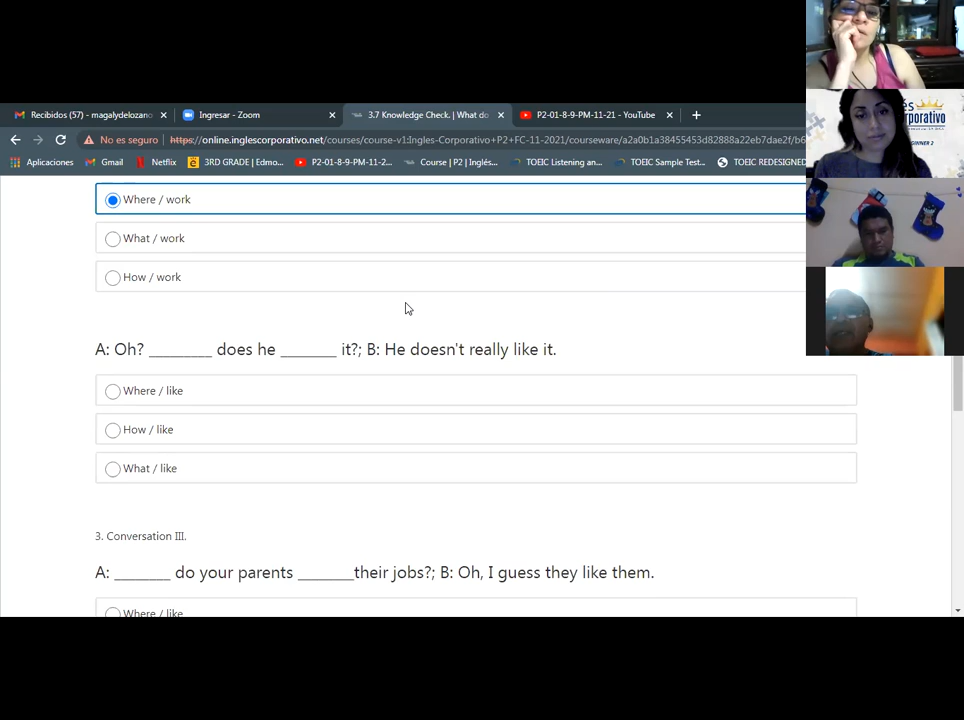 Recibidos (57) - magalydelozano
Ingresar - Zoom
3.7 Knowledge Check. | What do
P2-01-8-9-PM-11-21 - YouTube
No es seguro
https://online.inglescorporativo.net/courses/course-v1:Ingles-Corporativo+P2+FC-11-2021/courseware/a2a0b1a38455453d82888a22eb7dae2f/b6
Aplicaciones
Gmail
Netflix
3RD GRADE | Edmo...
P2-01-8-9-PM-11-2...
Course | P2 | Inglés...
TOEIC Listening an...
TOEIC Sample Test...
TOEIC REDESIGNED
Where / work
What / work
How / work
A: Oh? ________ does he _______ it?; B: He doesn't really like it.
Where / like
How / like
What / like
3. Conversation III.
A: _______ do your parents _______their jobs?; B: Oh, I guess they like them.
Where / like